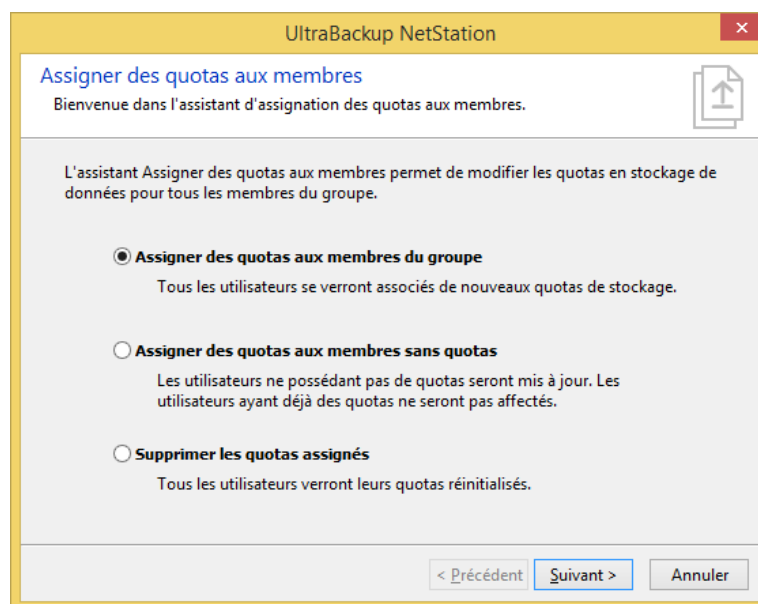 UltraBackup NetStation
Assigner des quotas aux membres
Bienvenue dans l'assistant d'assignation des quotas aux membres.
L'assistant Assigner des quotas aux membres permet de modifier les quotas en stockage de
données pour tous les membres du groupe.
Assigner des quotas aux membres du groupe
Tous les utilisateurs se verront associés de nouveaux quotas de stockage.
Assigner des quotas aux membres sans quotas
Les utilisateurs ne possédant pas de quotas seront mis à jour. Les
utilisateurs ayant déjà des quotas ne seront pas affectés.
Supprimer les quotas assignés
Tous les utilisateurs verront leurs quotas réinitialisés.
< Précédent Suivant > Annuler